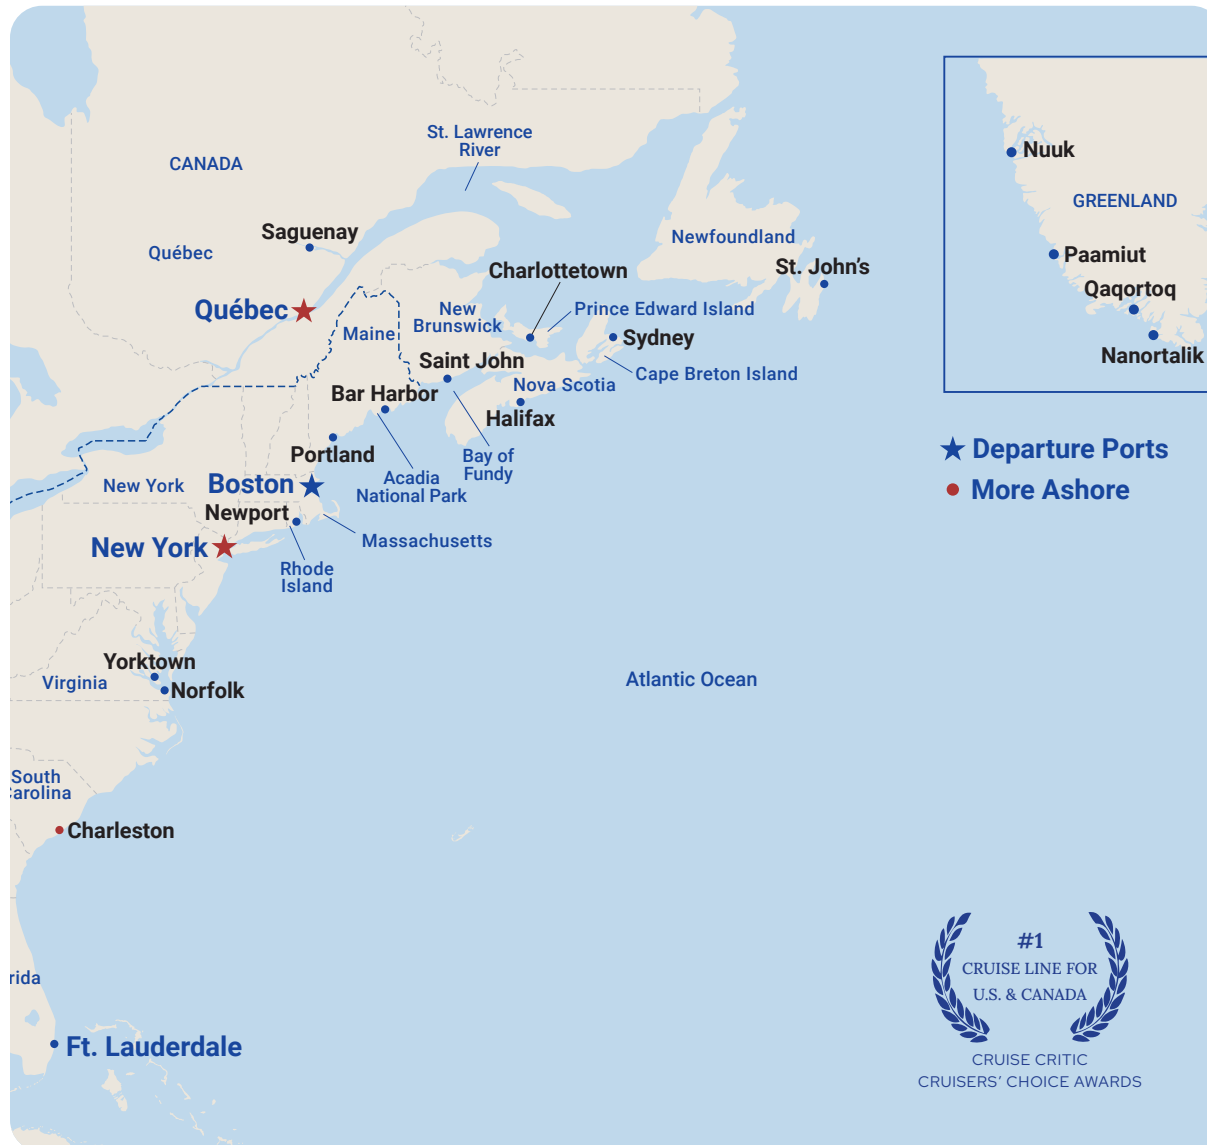 St. Lawrence
River
CANADA
Nuuk
GREENLAND
Saguenay
Newfoundland
Québec
Paamiut
St. John's
Charlottetown
Qaqortoq
Québec
New
Brunswick
Prince Edward Island
Maine
Sydney
Nanortalik
Saint John
Cape Breton Island
Nova Scotia
Bar Harbor
Halifax
Departure Ports
Portland
Bay of
Fundy
Acadia
National Park
New York
Boston
More Ashore
Newport
Massachusetts
New York
Rhode
Island
Yorktown
Virginia
Norfolk
Atlantic Ocean
South
Carolina
Charleston
#1
CRUISE LINE FOR
U.S. & CANADA
rida
Ft. Lauderdale
CRUISE CRITIC
CRUISERS' CHOICE AWARDS